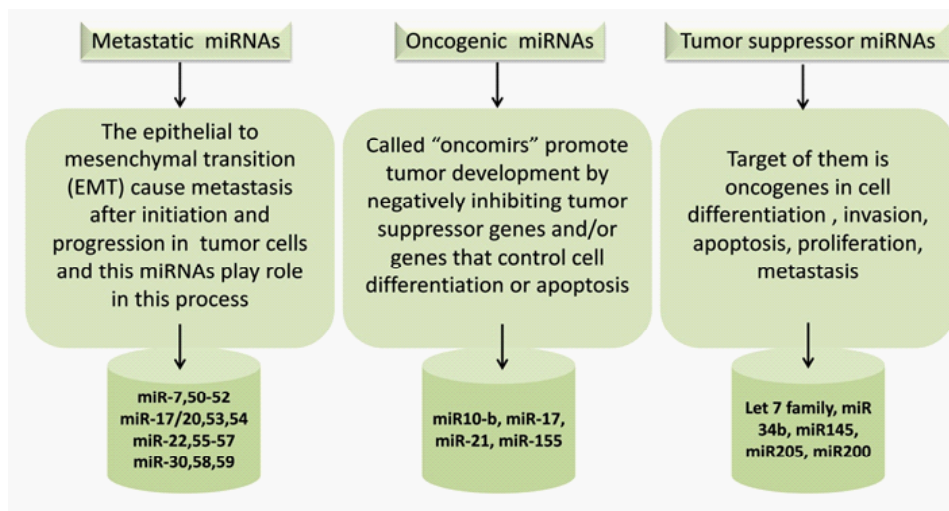 Metastatic miRNAs
The epithelial to
mesenchymal transition
(EMT) cause metastasis
after initiation and
progression in tumor cells
and this miRNAs play role
in this process
miR-7,50-52
miR-17/20,53,54
miR-22,55-57
miR-30,58,59
Oncogenic miRNAs
Called “oncomirs” promote
tumor development by
negatively inhibiting tumor
suppressor genes and/or
genes that control cell
differentiation or apoptosis
miR10-b, miR-17,
miR-21, miR-155
Tumor suppressor miRNAs
Target of them is
oncogenes in cell
differentiation , invasion,
apoptosis, proliferation,
metastasis
Let 7 family, miR
34b, miR145,
miR205, miR200